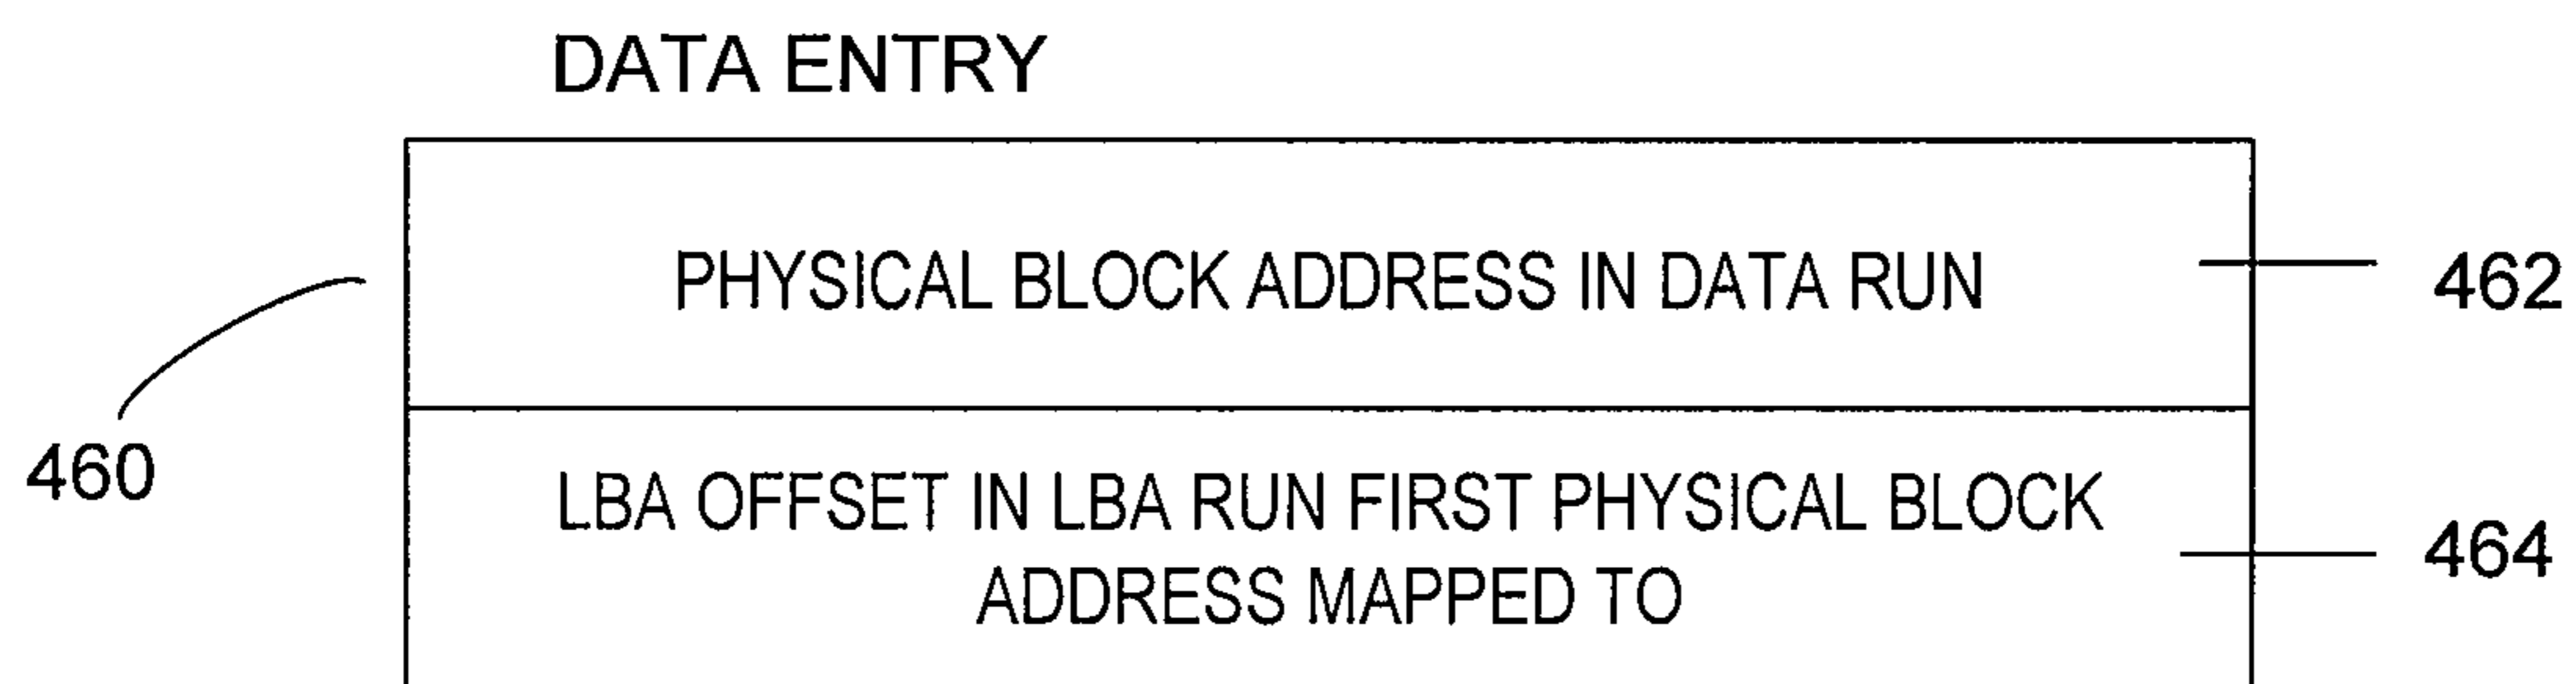 DATA ENTRY
PHYSICAL BLOCK ADDRESS IN DATA RUN
462
460
LBA OFFSET IN LBA RUN FIRST PHYSICAL BLOCK
ADDRESS MAPPED TO
464